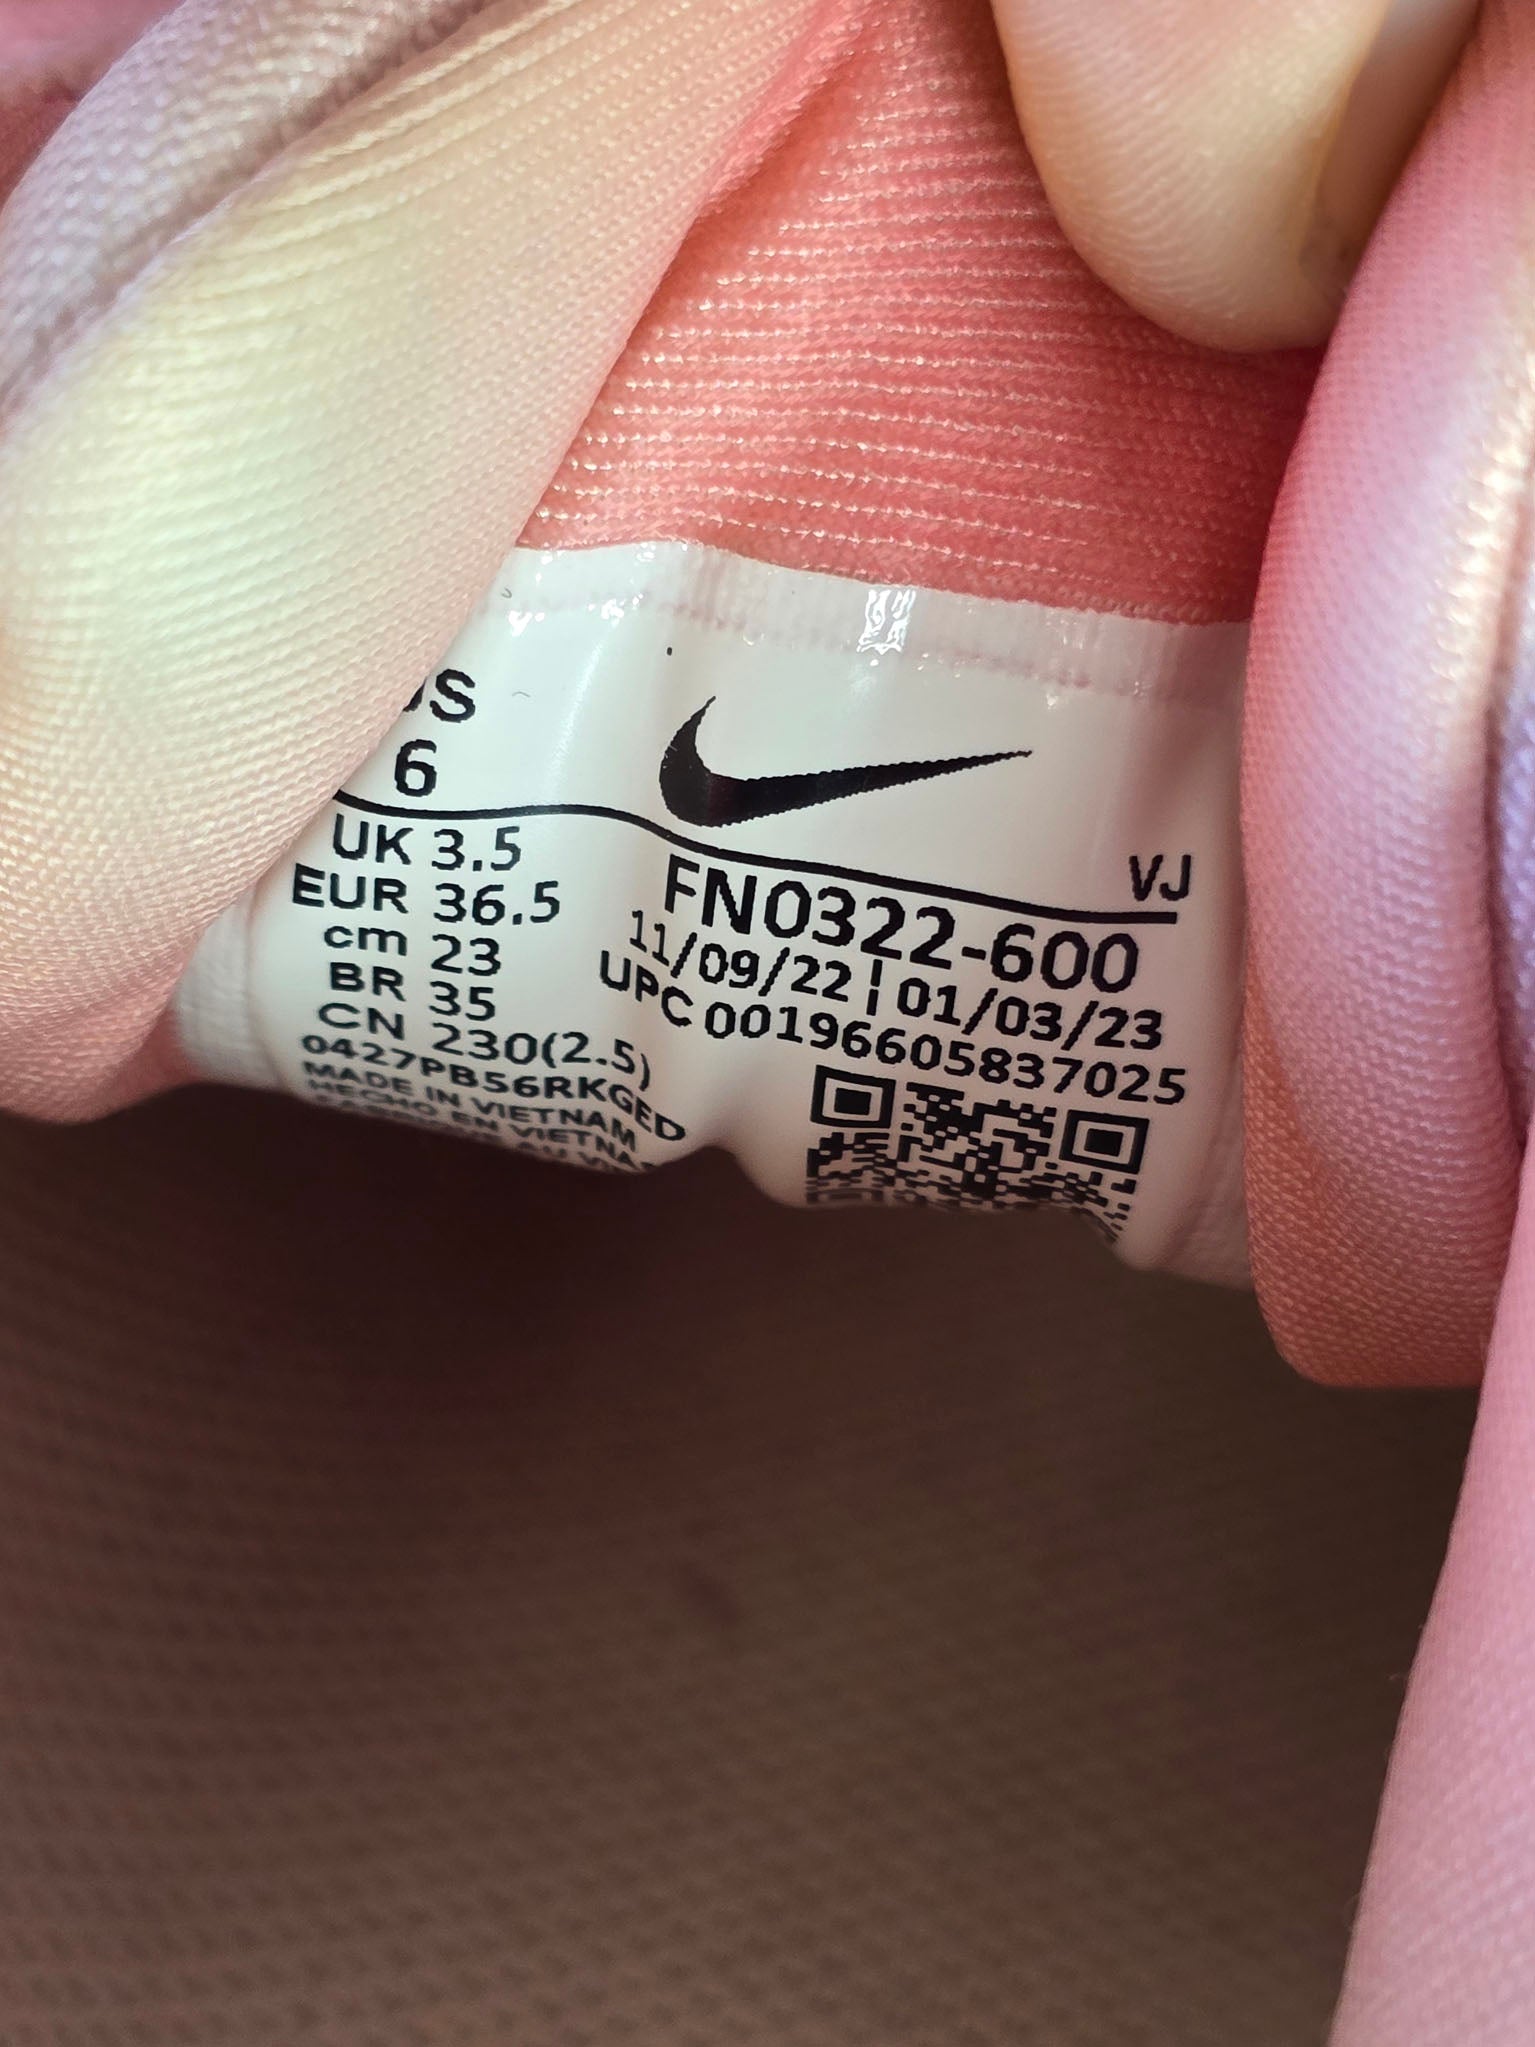 6
UK 3.5
EUR 36.5
cm 23
BR 35
CN 230(2.5)
0427PB56RKGED
MADE IN VIETNAM
HECHO EN
VJ
FN0322-600
11/09/22 ¦ 01/03/23
UPC 00196605837025